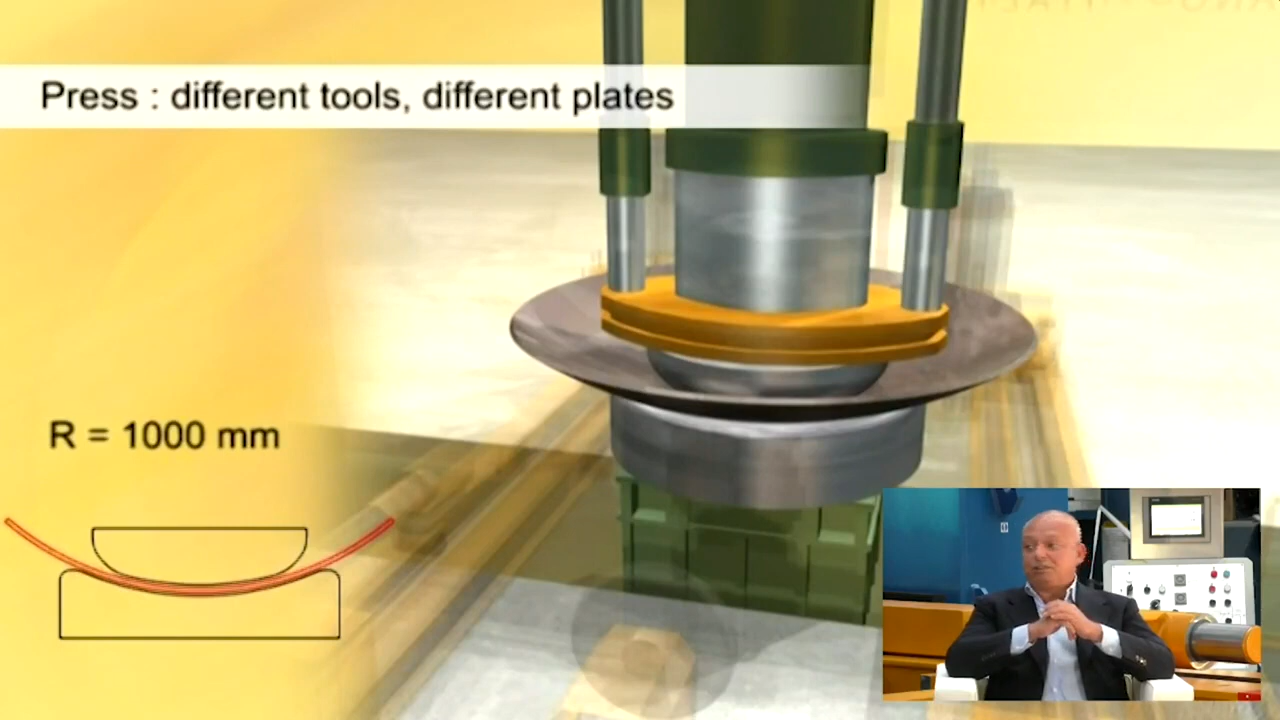 Press : different tools, different plates
R = 1000 mm